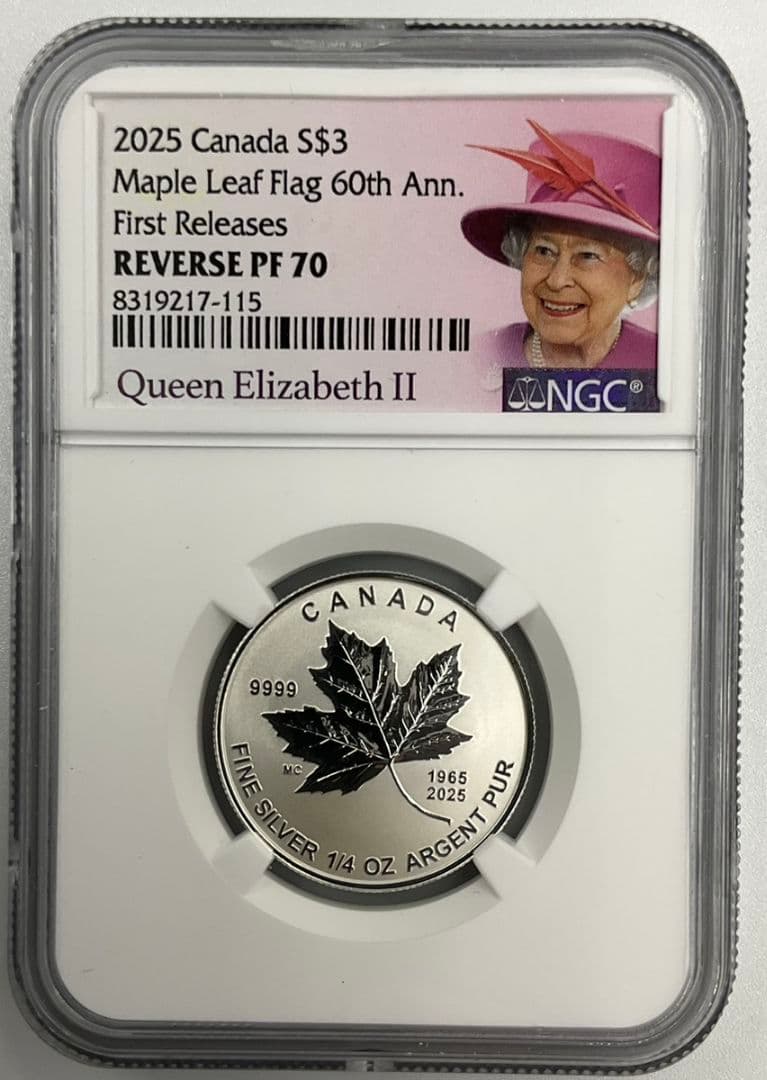 2025 Canada S$3
Maple Leaf Flag 60th Ann.
First Releases
REVERSE PF 70
8319217-115
Queen Elizabeth II
NGC®
CANADA
9999
MC
1965
2025
FINE SILVER 1/4 OZ ARGENT PUR